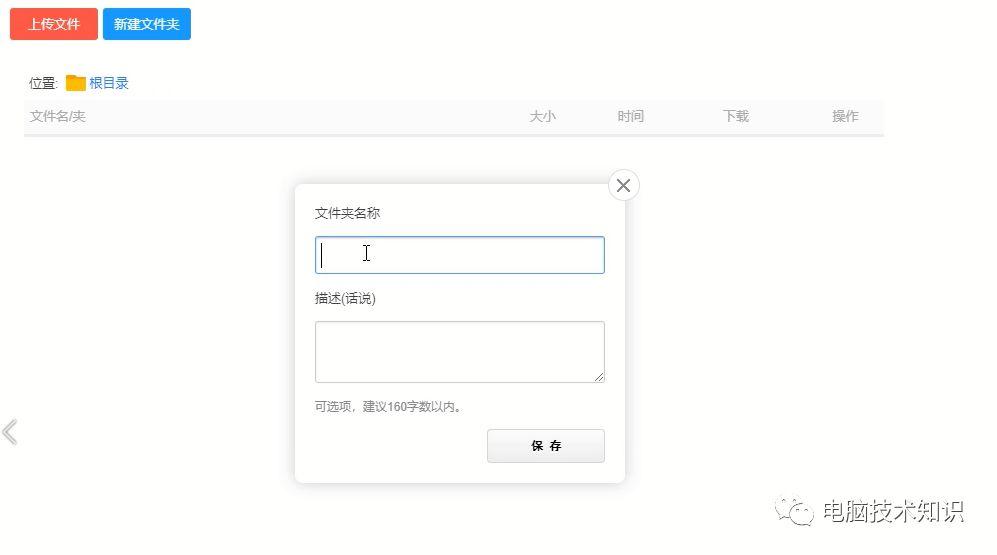 上传文件 新建文件夹
位置: 根目录
文件名/夹 大小 时间 下载 操作
文件夹名称
描述(话说)
可选项，建议160字数以内。
保 存
电脑技术知识